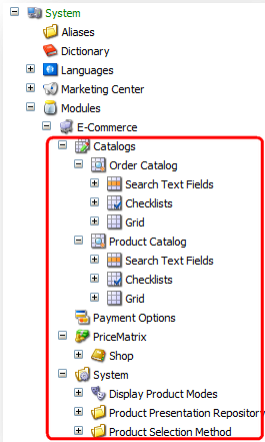 System
Aliases
Dictionary
Languages
Marketing Center
Modules
E-Commerce
Catalogs
Order Catalog
Search Text Fields
Checklists
Grid
Product Catalog
Search Text Fields
Checklists
Grid
Payment Options
PriceMatrix
Shop
System
Display Product Modes
Product Presentation Repository
Product Selection Method